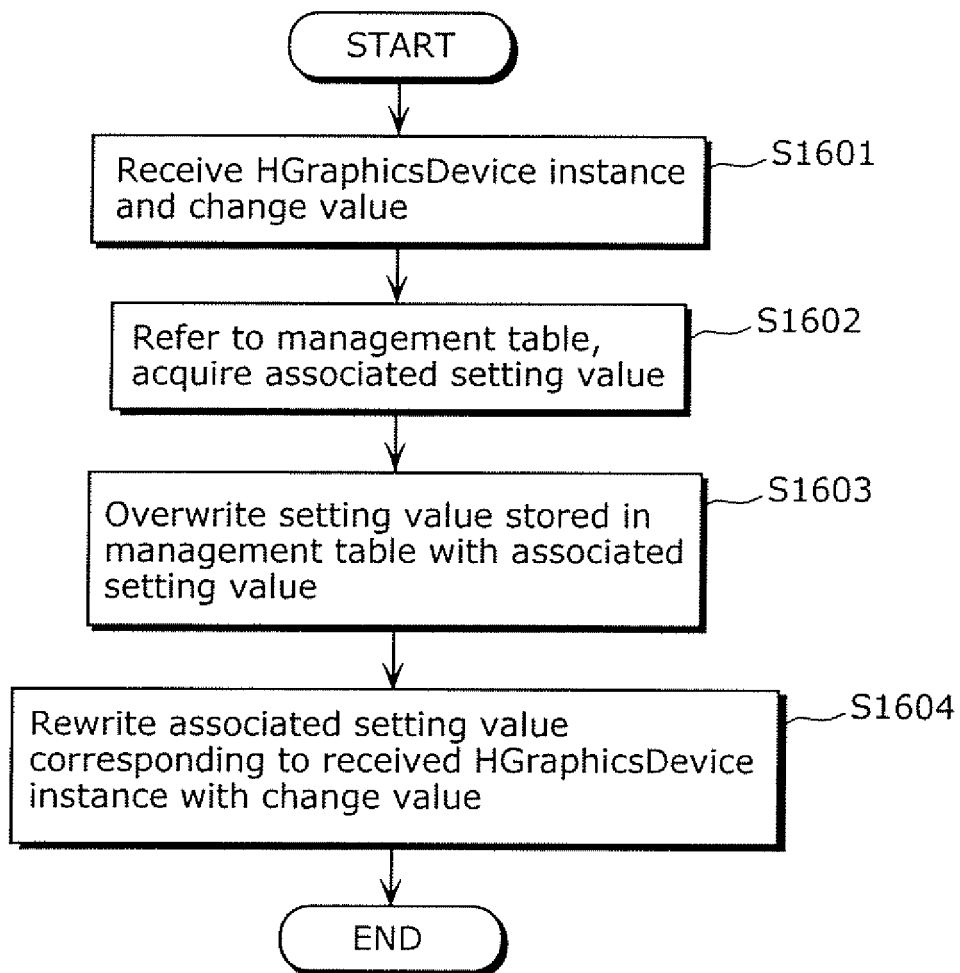 START
Receive HGraphicsDevice instance
and change value
S1601
Refer to management table,
acquire associated setting value
S1602
Overwrite setting value stored in
management table with associated
setting value
S1603
Rewrite associated setting value
corresponding to received HGraphicsDevice
instance with change value
S1604
END